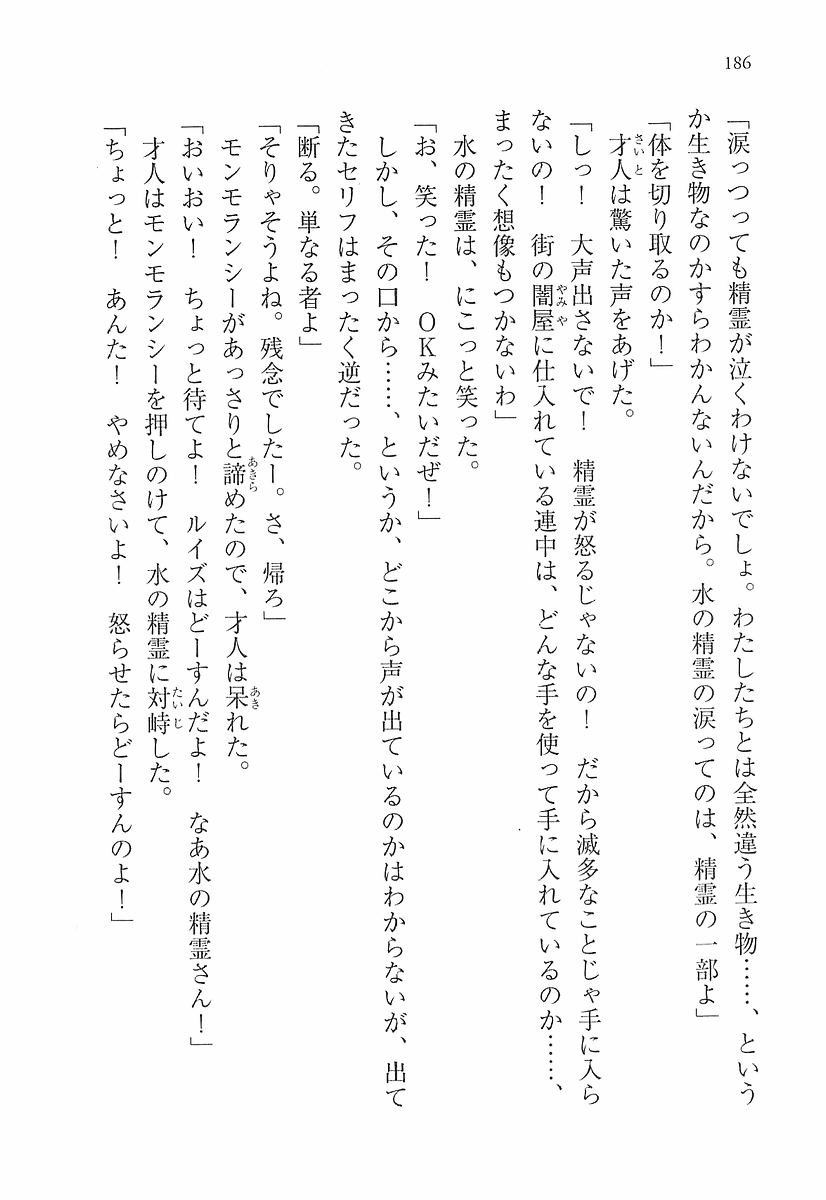 186
「涙っつっても精霊が泣くわけないでしょ。わたしたちとは全然違う生き物……、という
か生き物なのかすらわかんないんだから。水の精霊の涙ってのは、精霊の一部よ」
「体を切り取るのか！」
才人は驚いた声をあげた。
「しっ！　大声出さないで！　精霊が怒るじゃないの！　だから滅多なことじゃ手に入ら
ないの！　街の闇屋に仕入れている連中は、どんな手を使って手に入れているのか……、
まったく想像もつかないわ」
水の精霊は、にこっと笑った。
「お、笑った！　ＯＫみたいだぜ！」
しかし、その口から……、というか、どこから声が出ているのかはわからないが、出て
きたセリフはまったく逆だった。
「断る。単なる者よ」
「そりゃそうよね。残念でしたー。さ、帰ろ」
モンモランシーがあっさりと諦めたので、才人は呆れた。
「おいおい！　ちょっと待てよ！　ルイズはどーすんだよ！　なあ水の精霊さん！」
才人はモンモランシーを押しのけて、水の精霊に対峙した。
「ちょっと！　あんた！　やめなさいよ！　怒らせたらどーすんのよ！」